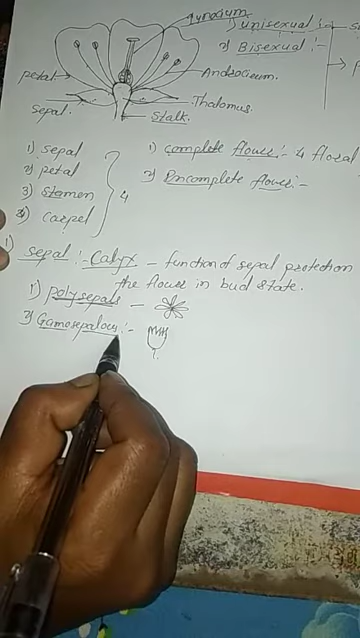 Gynoecium
1) unisexual :-
2) Bisexual :-
petal
Androecium
sepal
Thalamus
Stalk.
1) sepal
2) petal
3) stamen
4) carpel
4
1) complete flower :- 4 floral
2) Incomplete flower :-
1) sepal :- Calyx - function of sepal protection
the flower in bud state.
1) polysepals -
2) Gamosepalous :-